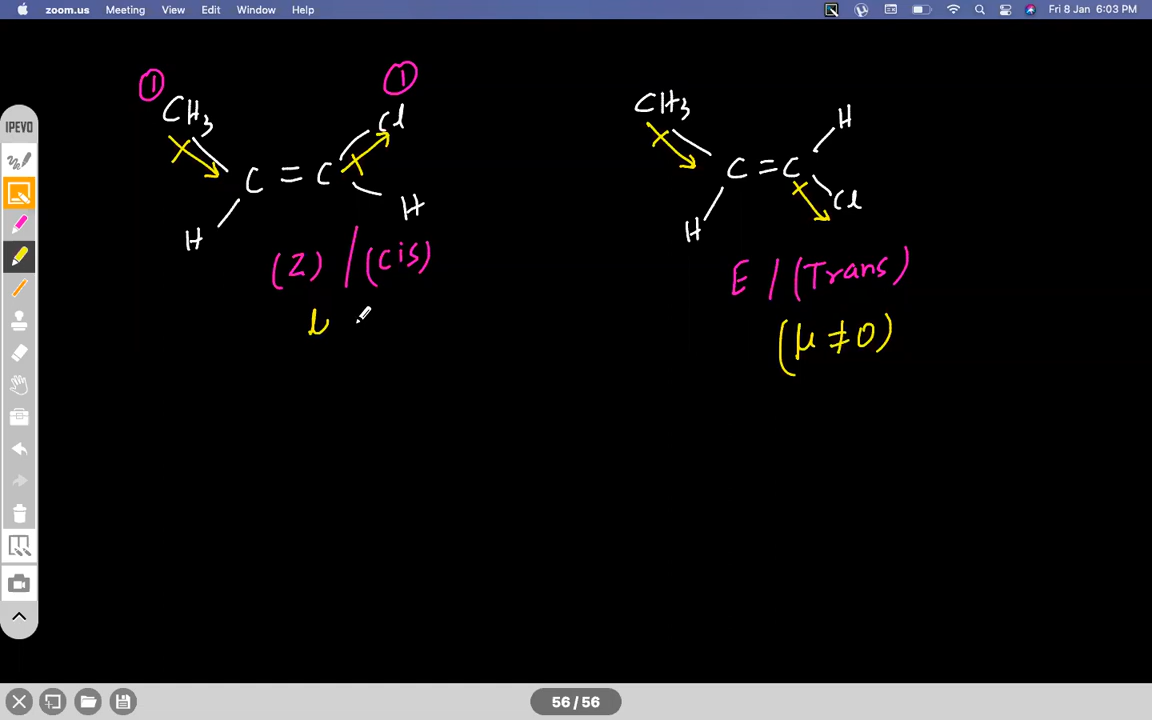 zoom.us Meeting View Edit Window Help Fri 8 Jan 6:03 PM
IPEVO
① ①
CH₃ Cl
C = C
H H
(Z) / (Cis)
CH₃ H
C = C
H Cl
E / (Trans)
(μ ≠ 0)
56 / 56